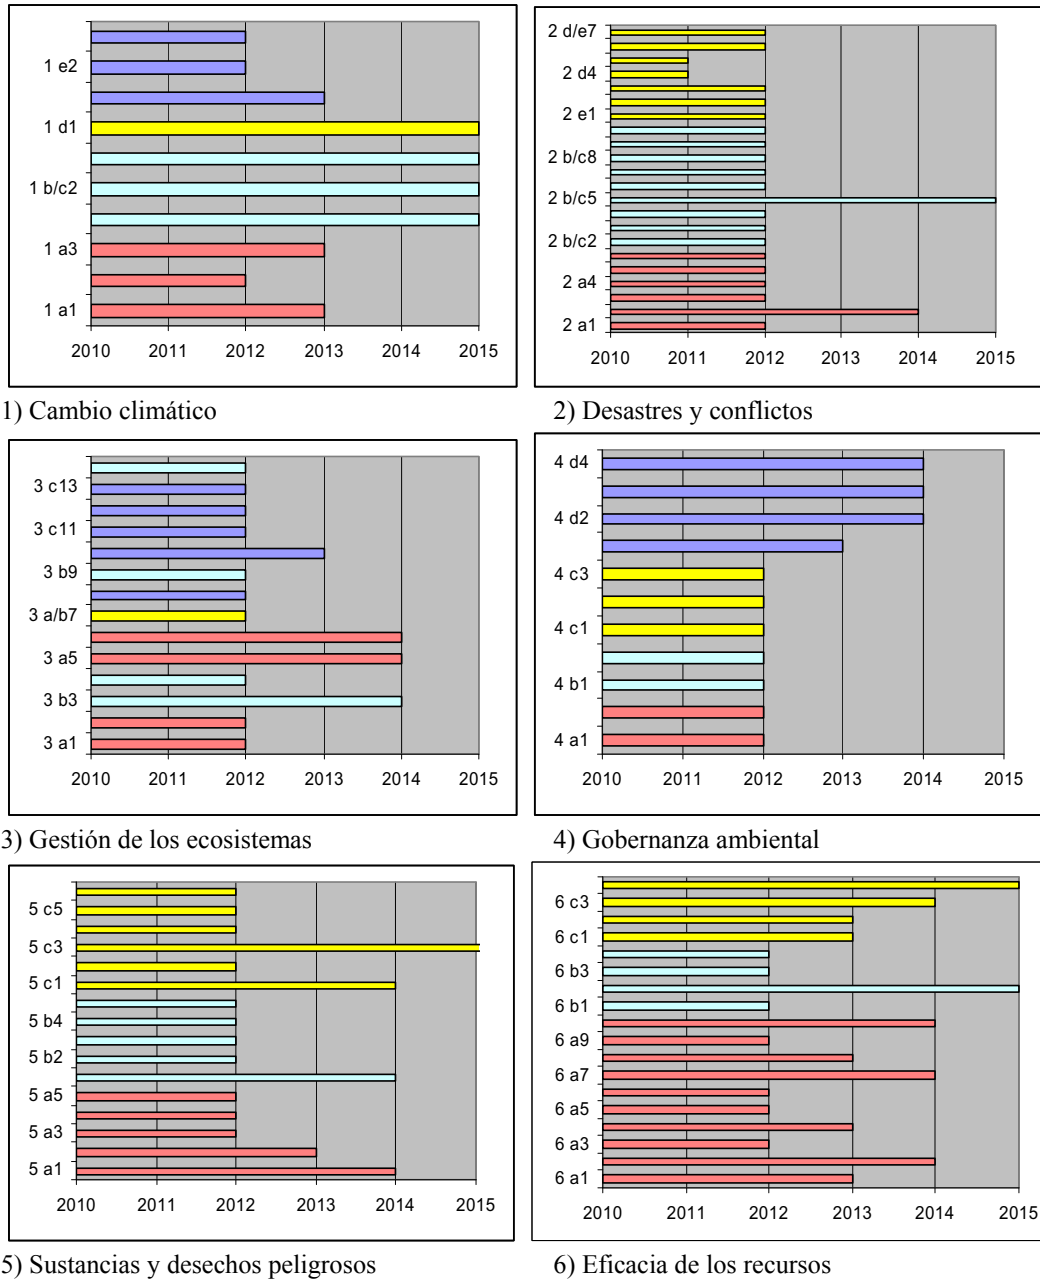 1 e2
1 d1
1 b/c2
1 a3
1 a1
2010 2011 2012 2013 2014 2015
2 d/e7
2 d4
2 e1
2 b/c8
2 b/c5
2 b/c2
2 a4
2 a1
2010 2011 2012 2013 2014 2015
1) Cambio climático
2) Desastres y conflictos
3 c13
3 c11
3 b9
3 a/b7
3 a5
3 b3
3 a1
2010 2011 2012 2013 2014 2015
4 d4
4 d2
4 c3
4 c1
4 b1
4 a1
2010 2011 2012 2013 2014 2015
3) Gestión de los ecosistemas
4) Gobernanza ambiental
5 c5
5 c3
5 c1
5 b4
5 b2
5 a5
5 a3
5 a1
2010 2011 2012 2013 2014 2015
6 c3
6 c1
6 b3
6 b1
6 a9
6 a7
6 a5
6 a3
6 a1
2010 2011 2012 2013 2014 2015
5) Sustancias y desechos peligrosos
6) Eficacia de los recursos